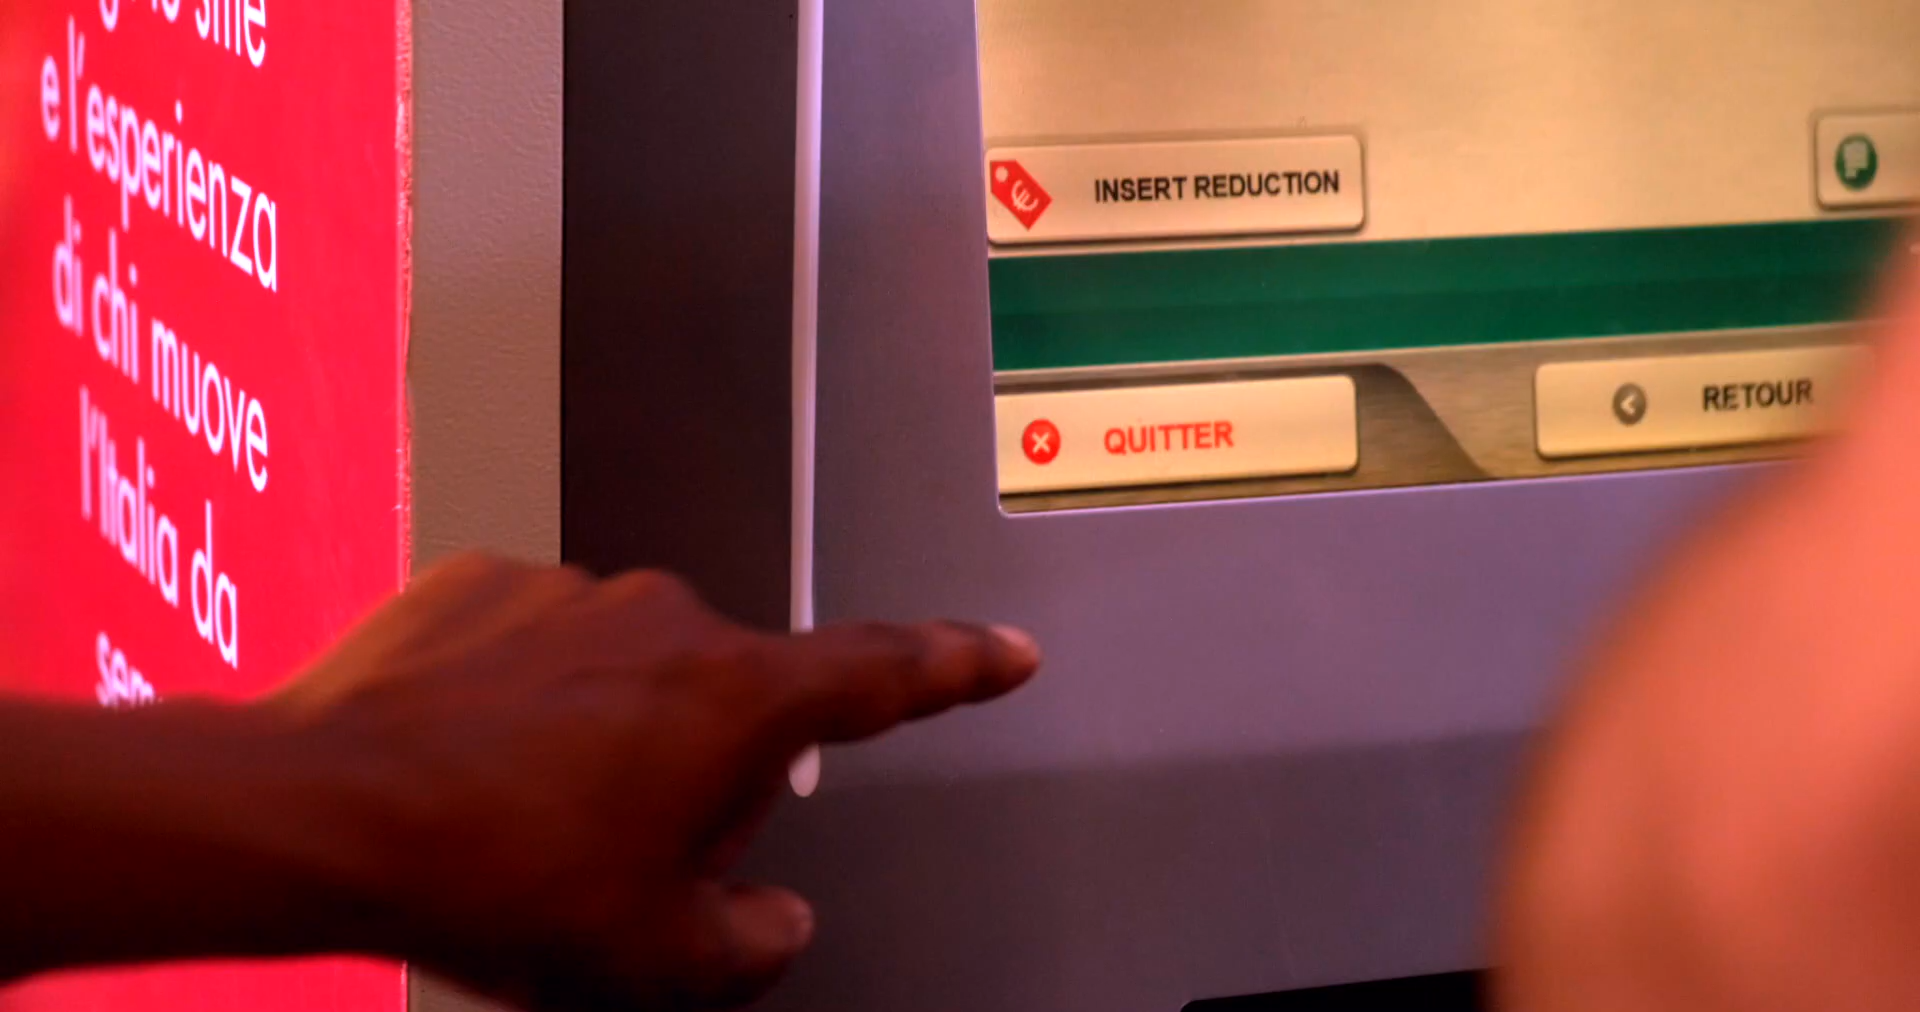 e l'esperienza
di chi muove
l'Italia da
INSERT REDUCTION
QUITTER
RETOUR